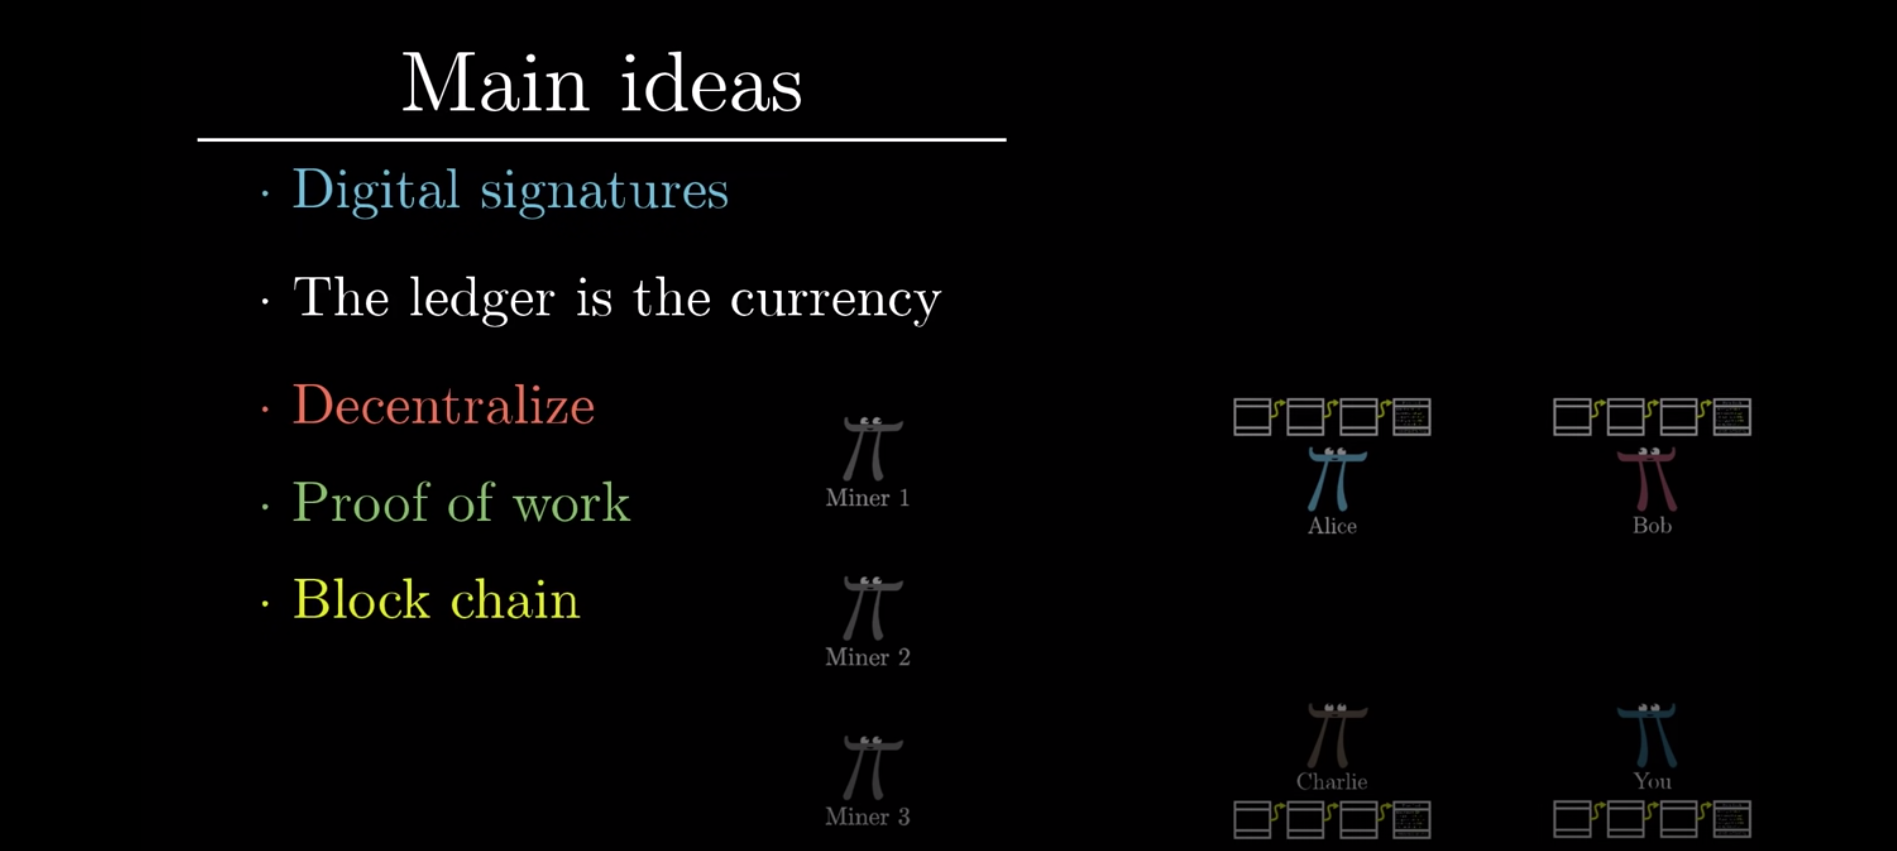 Main ideas
· Digital signatures
· The ledger is the currency
· Decentralize
· Proof of work
· Block chain
Miner 1
Miner 2
Miner 3
Alice
Bob
Charlie
You